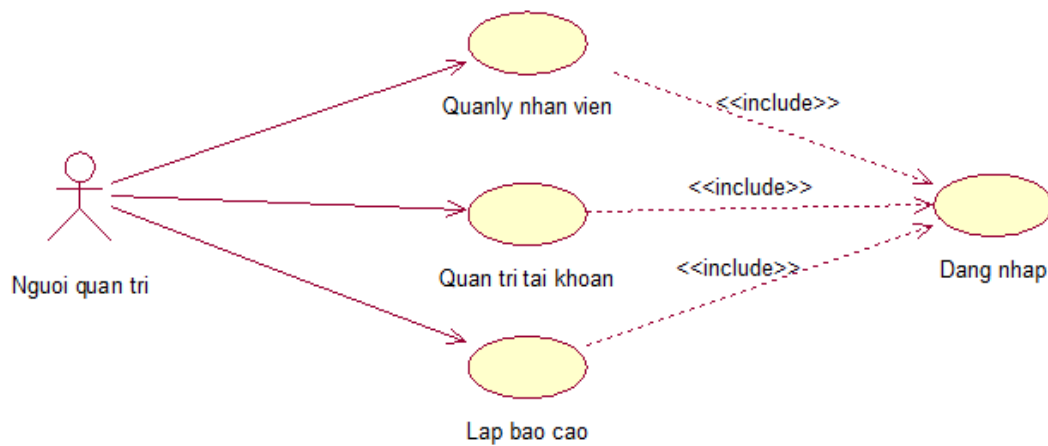 Quanly nhan vien
<<include>>
<<include>>
Nguoi quan tri
Quan tri tai khoan
<<include>>
Dang nhap
Lap bao cao